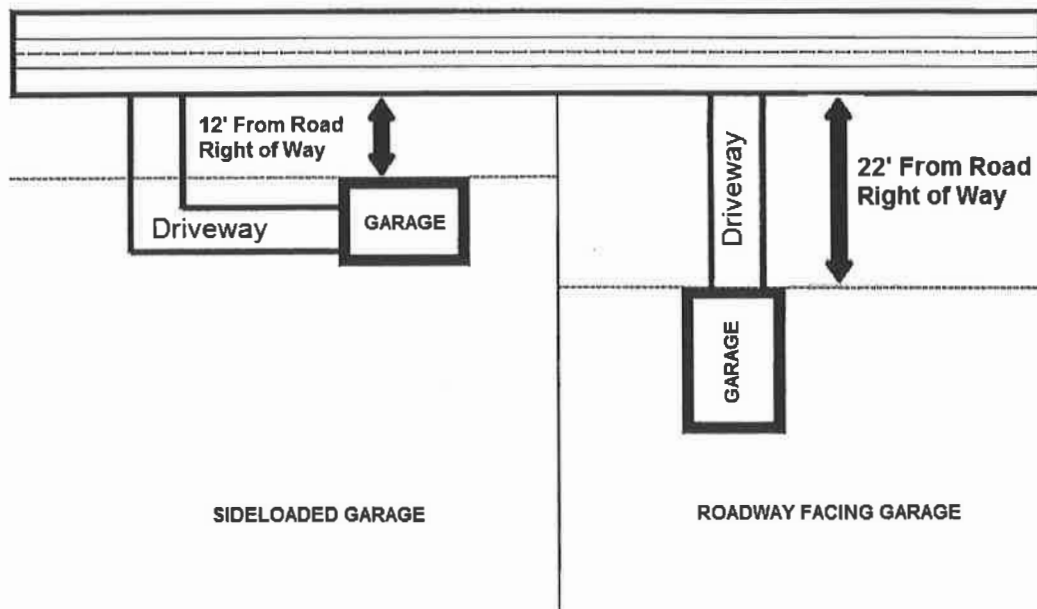 12' From Road
Right of Way
Driveway
GARAGE
SIDELOADED GARAGE
Driveway
22' From Road
Right of Way
GARAGE
ROADWAY FACING GARAGE